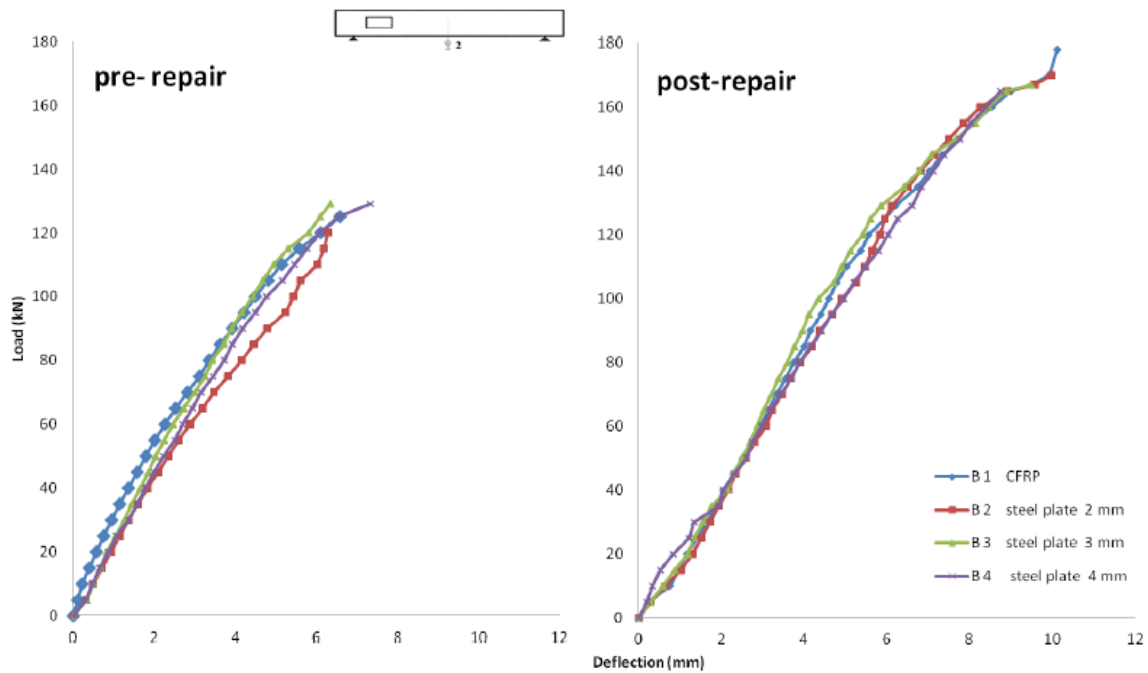 2
pre- repair
180
160
140
120
100
80
60
40
20
0
Load (kN)
0 2 4 6 8 10 12
post-repair
180
160
140
120
100
80
60
40
20
0
B 1 CFRP
B 2 steel plate 2 mm
B 3 steel plate 3 mm
B 4 steel plate 4 mm
0 2 4 6 8 10 12
Deflection (mm)